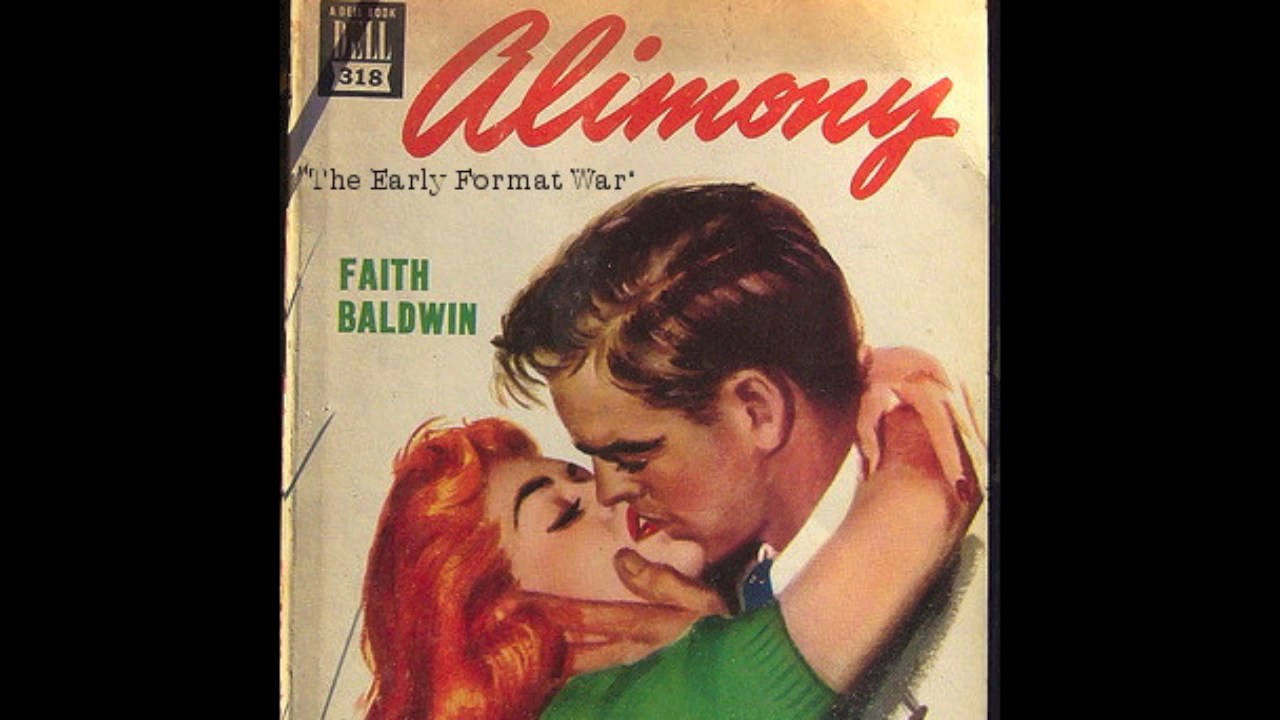 A DELL BOOK
DELL
318
Alimony
"The Early Format War"
FAITH
BALDWIN